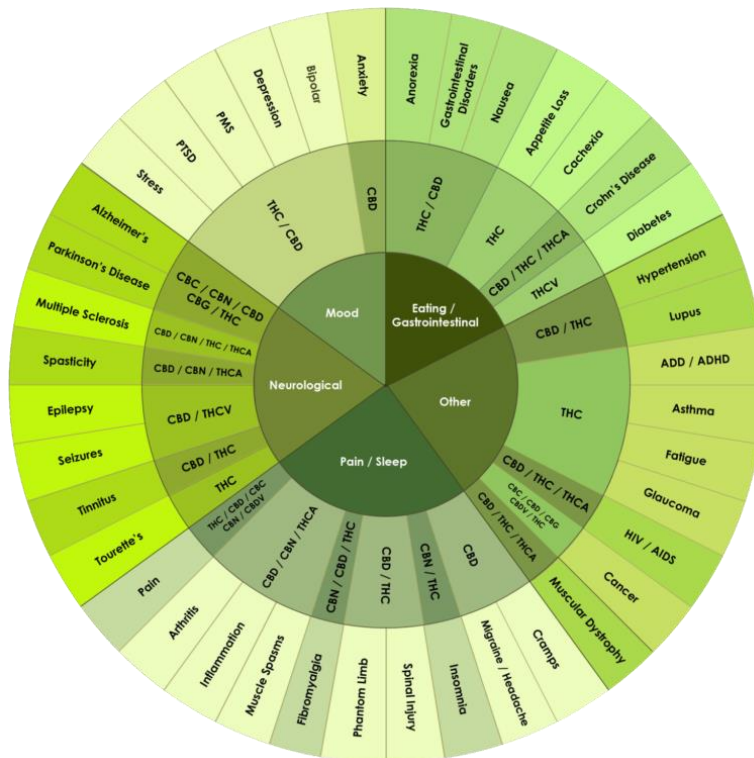 Anxiety
Bipolar
Depression
PMS
PTSD
Stress
Anorexia
Gastrointestinal
Disorders
Nausea
Appetite Loss
Cachexia
Crohn's Disease
Diabetes
Hypertension
Lupus
ADD / ADHD
Asthma
Fatigue
Glaucoma
HIV / AIDS
Cancer
Muscular Dystrophy
Cramps
Migraine / Headache
Insomnia
Spinal Injury
Phantom Limb
Fibromyalgia
Muscle Spasms
Inflammation
Arthritis
Pain
Tourette's
Tinnitus
Seizures
Epilepsy
Spasticity
Multiple Sclerosis
Parkinson's Disease
Alzheimer's
THC / CBD
CBD
THC / CBD
THC
CBD / THC / THCA
THCV
CBD / THC
THC
CBD / THC / THCA
CBC / CBD / CBG
CBDV / THC
CBD / THC / THCA
CBD
CBN / THC
CBD /
THC
CBN / CBD / THC
CBD / CBN / THCA
THC / CBD / CBC
CBN / CBDV
THC
CBD / THC
CBD / THCV
CBD / CBN / THCA
CBD / CBN / THC / THCA
CBC / CBN / CBD
CBG / THC
Mood
Eating /
Gastrointestinal
Other
Pain / Sleep
Neurological